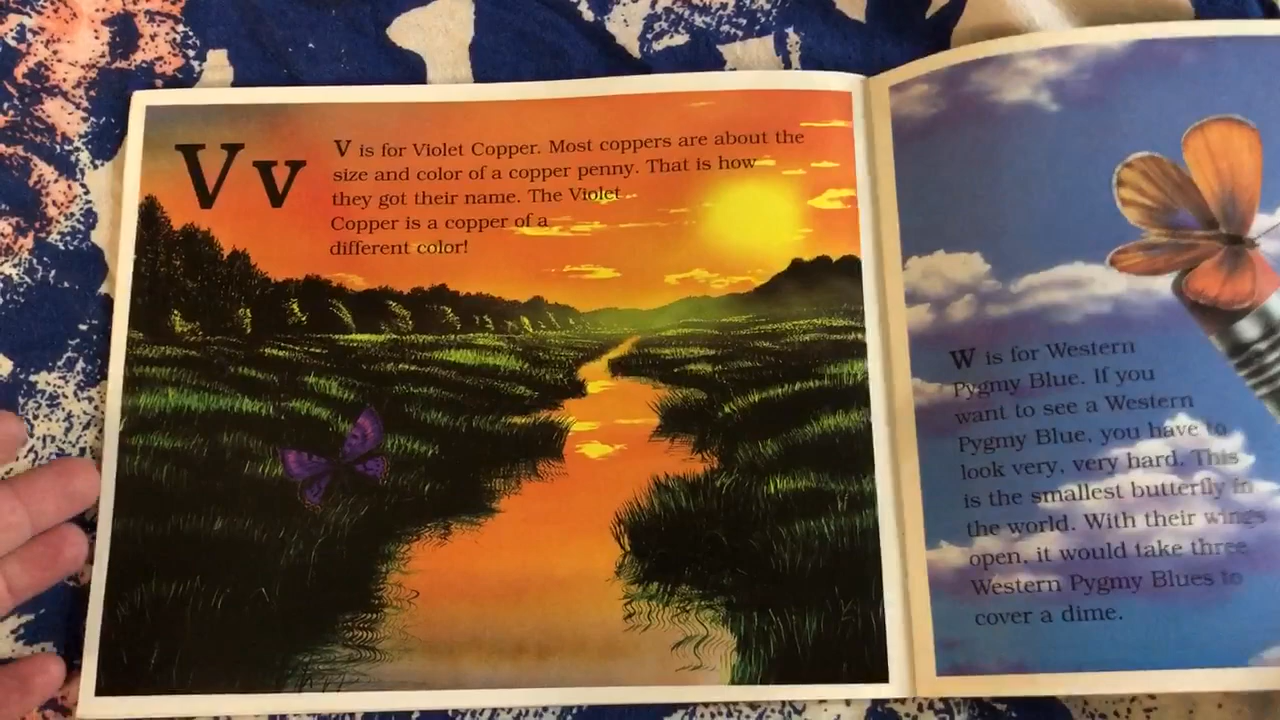 Vv
V is for Violet Copper. Most coppers are about the
size and color of a copper penny. That is how
they got their name. The Violet
Copper is a copper of a
different color!
W is for Western
Pygmy Blue. If you
want to see a Western
Pygmy Blue, you have to
look very, very hard. This
is the smallest butterfly in
the world. With their wings
open, it would take three
Western Pygmy Blues to
cover a dime.